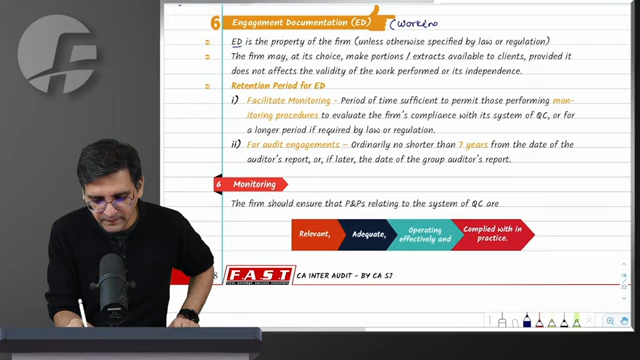 6 Engagement Documentation (ED)
ED is the property of the firm (unless otherwise specified by law or regulation)
The firm may, at its choice, make portions / extracts available to clients, provided it
does not affects the validity of the work performed or its independence.
Retention Period for ED
i) Facilitate Monitoring - Period of time sufficient to permit those performing mon-
itoring procedures to evaluate the firm's compliance with its system of QC, or for
a longer period if required by law or regulation.
ii) For audit engagements - Ordinarily no shorter than 7 years from the date of the
auditor's report, or, if later, the date of the group auditor's report.
6 Monitoring
The firm should ensure that P&Ps relating to the system of QC are
Relevant, Adequate, Operating effectively and Complied with in practice.
8 F.A.S.T CA INTER AUDIT - BY CA SJ